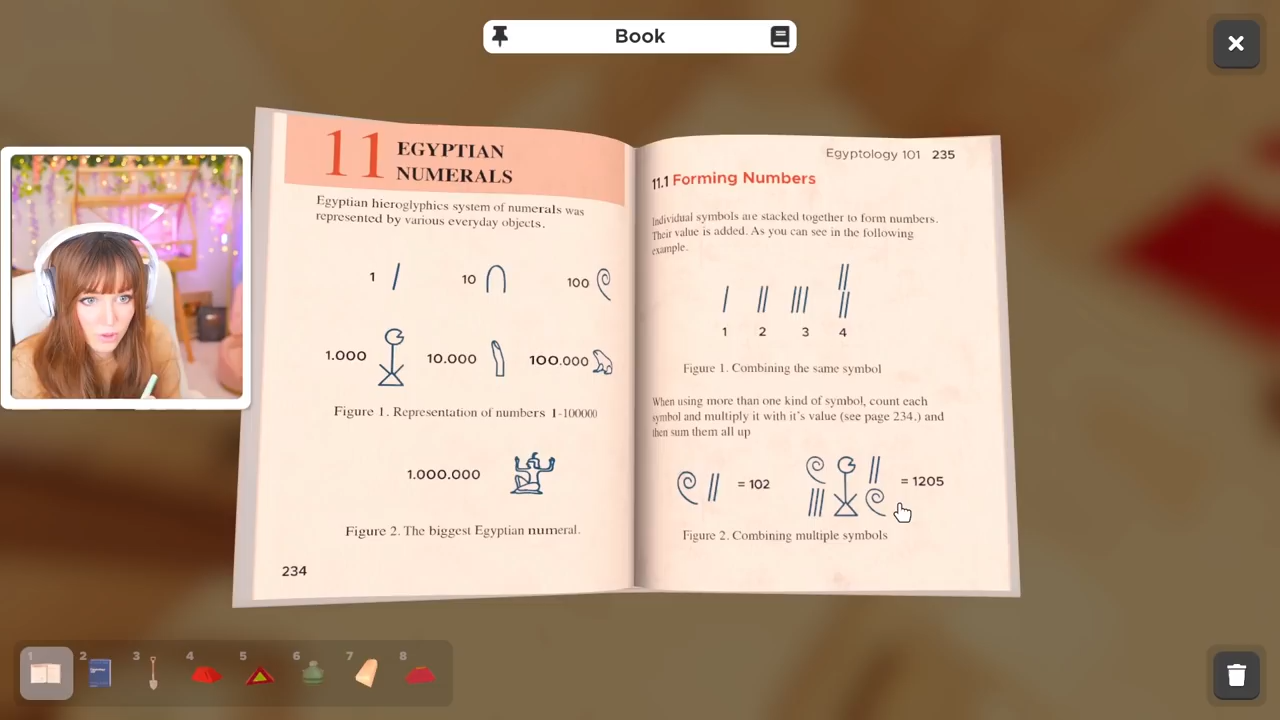 Book
11 EGYPTIAN
NUMERALS
Egyptian hieroglyphics system of numerals was
represented by various everyday objects.
1
10
100
1.000
10.000
100.000
Figure 1. Representation of numbers 1-100000
1.000.000
Figure 2. The biggest Egyptian numeral.
234
Egyptology 101 235
11.1 Forming Numbers
Individual symbols are stacked together to form numbers.
Their value is added. As you can see in the following
example.
1 2 3 4
Figure 1. Combining the same symbol
When using more than one kind of symbol, count each
symbol and multiply it with it's value (see page 234.) and
then sum them all up
= 102
= 1205
Figure 2. Combining multiple symbols
1 2 3 4 5 6 7 8